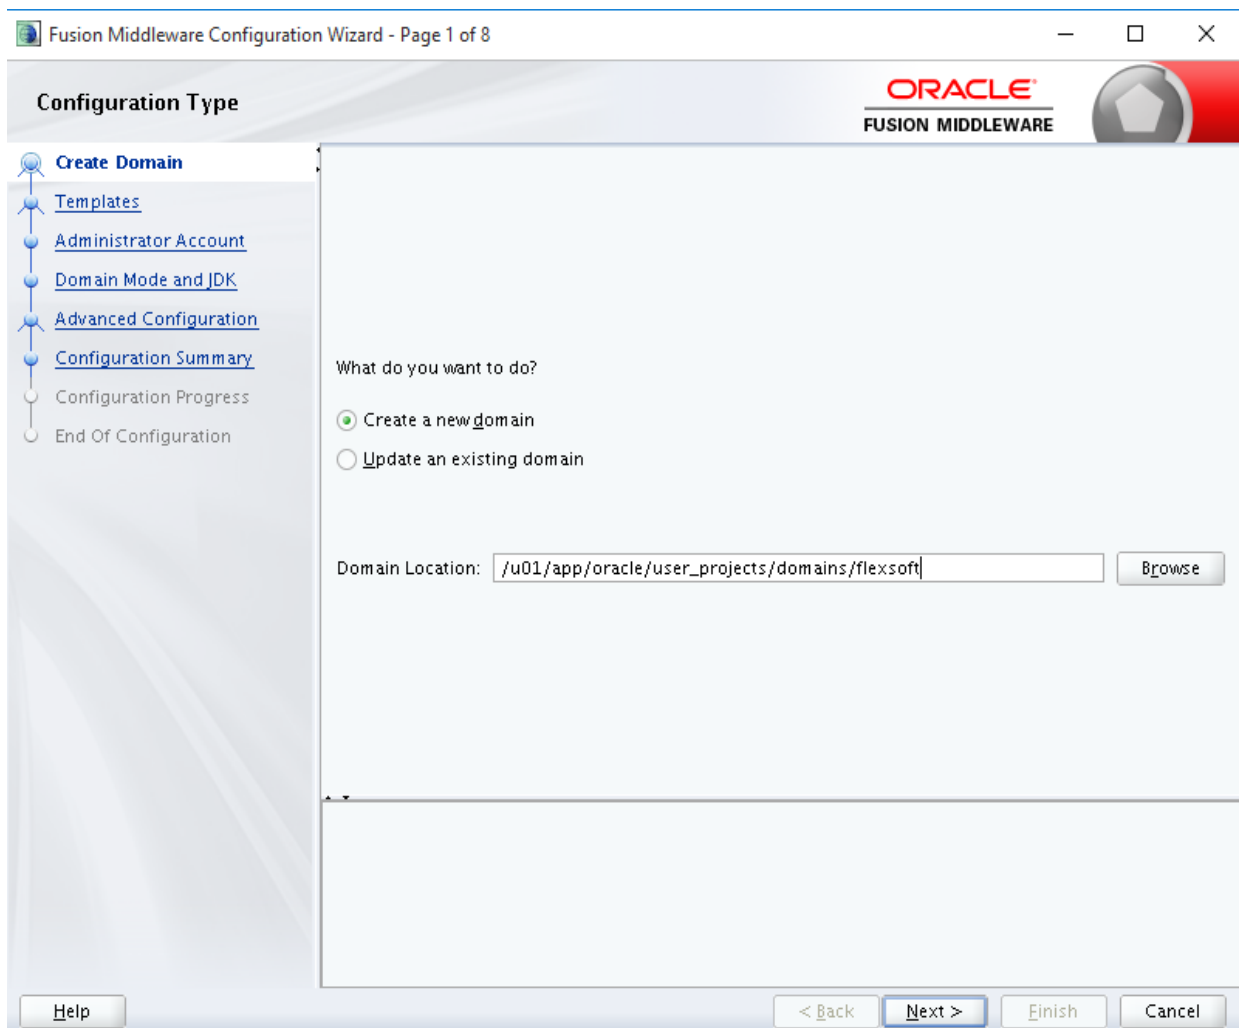 Fusion Middleware Configuration Wizard - Page 1 of 8
Configuration Type
ORACLE
FUSION MIDDLEWARE
Create Domain
Templates
Administrator Account
Domain Mode and JDK
Advanced Configuration
Configuration Summary
Configuration Progress
End Of Configuration
What do you want to do?
Create a new domain
Update an existing domain
Domain Location: /u01/app/oracle/user_projects/domains/flexsoft Browse
Help < Back Next > Finish Cancel